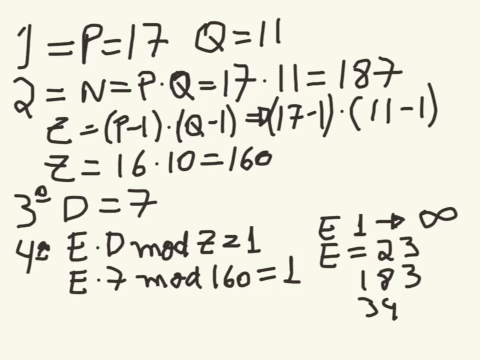 1 = P = 17 Q = 11
2 = N = P · Q = 17 · 11 = 187
Z = (P-1) · (Q-1) ⇒ (17-1) · (11-1)
Z = 16 · 10 = 160
3º D = 7
4º E · D mod Z = 1
E · 7 mod 160 = 1
E 1 → ∞
E = 23
183
34